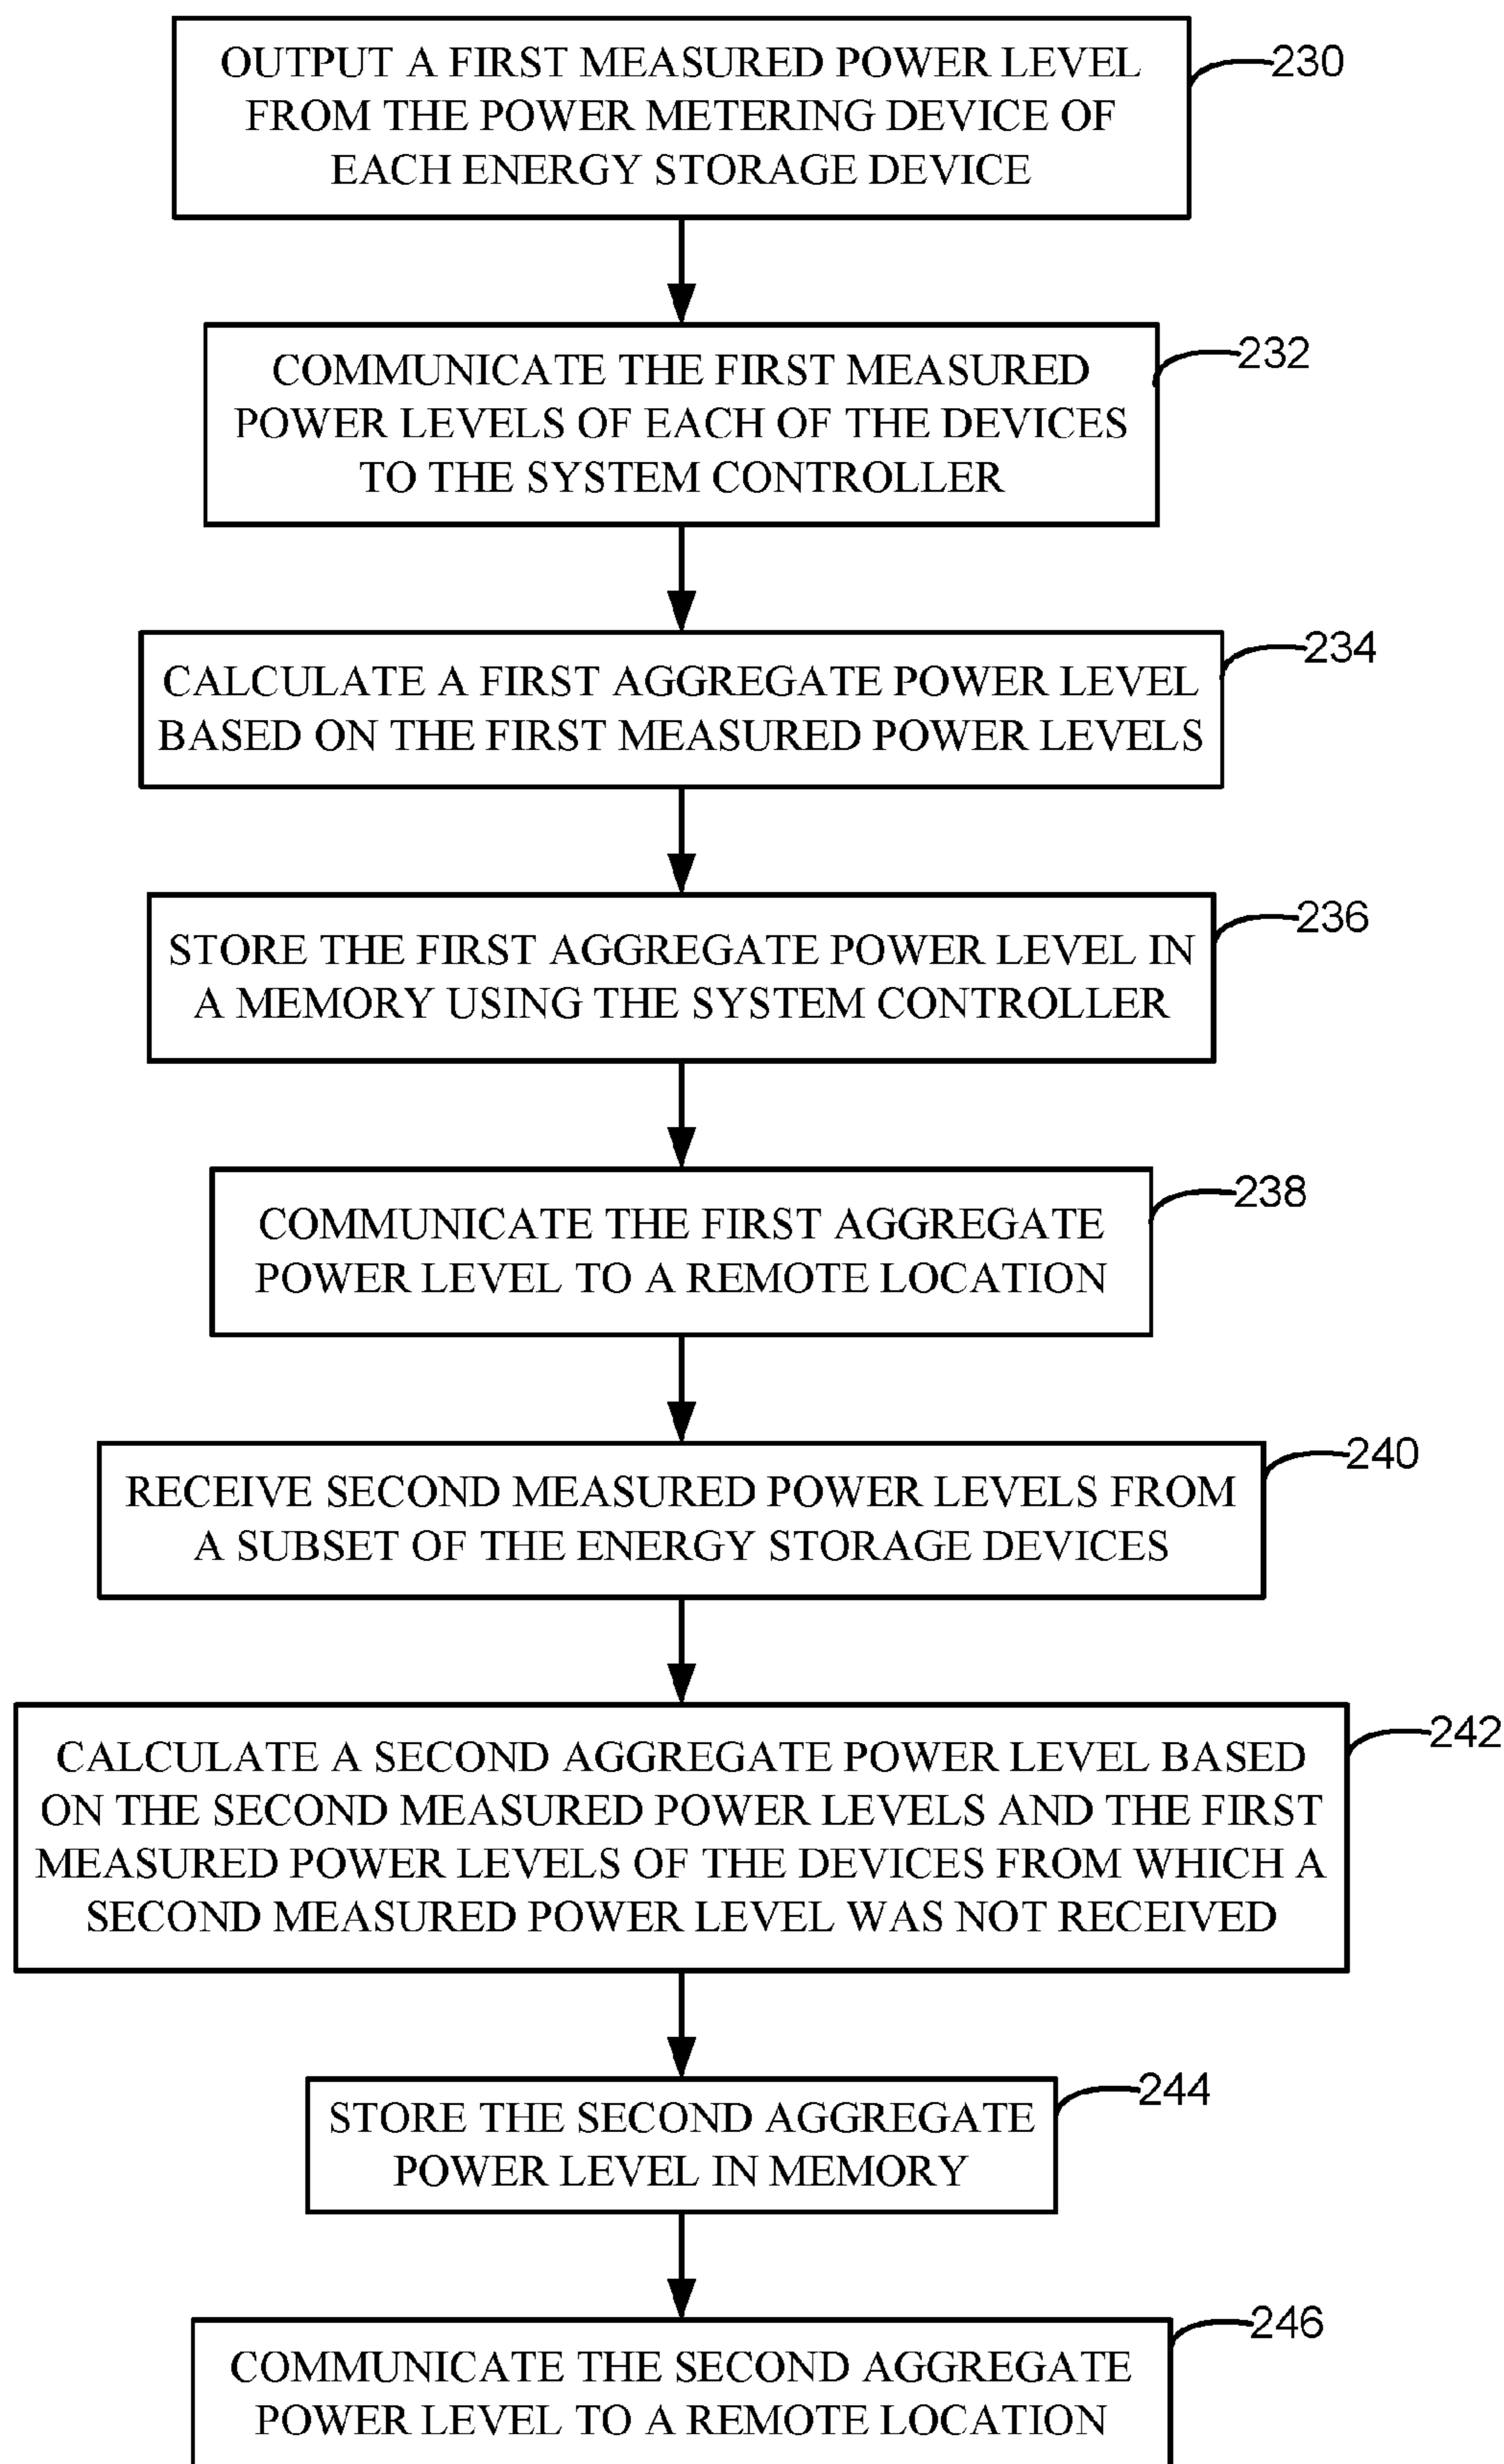 OUTPUT A FIRST MEASURED POWER LEVEL
FROM THE POWER METERING DEVICE OF
EACH ENERGY STORAGE DEVICE
230
COMMUNICATE THE FIRST MEASURED
POWER LEVELS OF EACH OF THE DEVICES
TO THE SYSTEM CONTROLLER
232
CALCULATE A FIRST AGGREGATE POWER LEVEL
BASED ON THE FIRST MEASURED POWER LEVELS
234
STORE THE FIRST AGGREGATE POWER LEVEL IN
A MEMORY USING THE SYSTEM CONTROLLER
236
COMMUNICATE THE FIRST AGGREGATE
POWER LEVEL TO A REMOTE LOCATION
238
RECEIVE SECOND MEASURED POWER LEVELS FROM
A SUBSET OF THE ENERGY STORAGE DEVICES
240
CALCULATE A SECOND AGGREGATE POWER LEVEL BASED
ON THE SECOND MEASURED POWER LEVELS AND THE FIRST
MEASURED POWER LEVELS OF THE DEVICES FROM WHICH A
SECOND MEASURED POWER LEVEL WAS NOT RECEIVED
242
STORE THE SECOND AGGREGATE
POWER LEVEL IN MEMORY
244
COMMUNICATE THE SECOND AGGREGATE
POWER LEVEL TO A REMOTE LOCATION
246